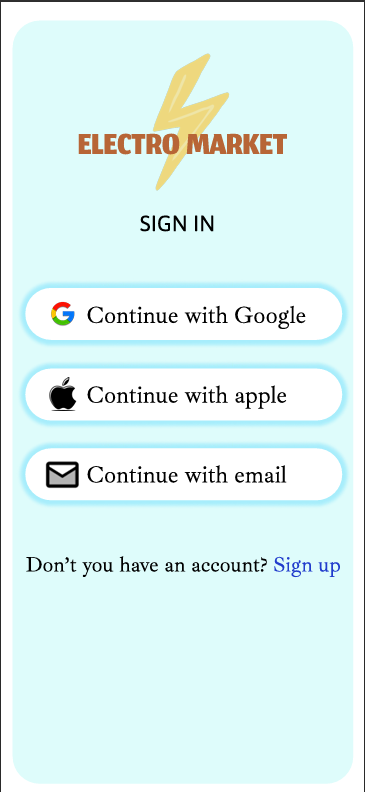 ELECTRO MARKET
SIGN IN
Continue with Google
Continue with apple
Continue with email
Don't you have an account? Sign up